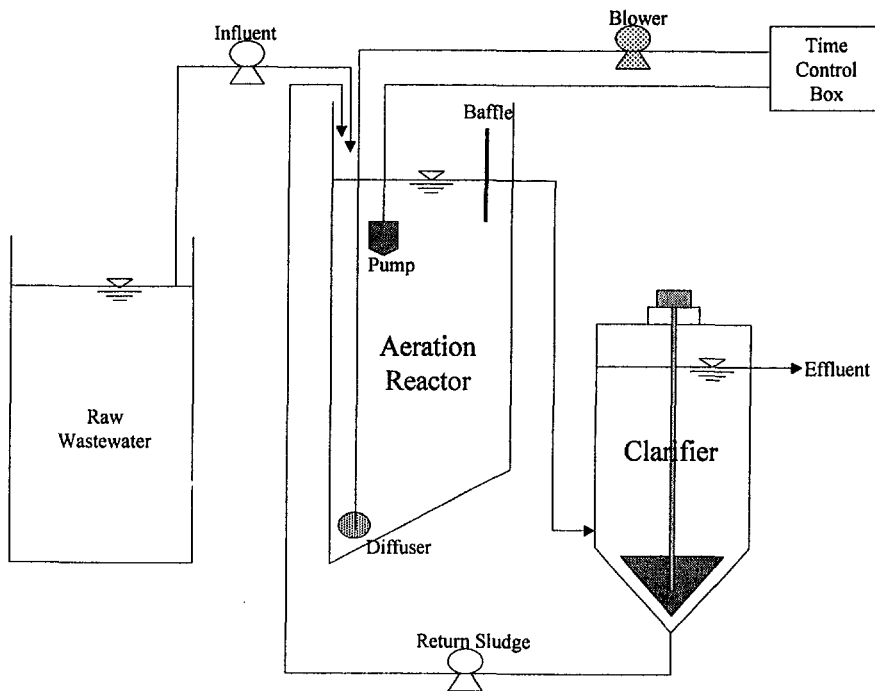 Influent
Blower
Time
Control
Box
Baffle
Pump
Aeration
Reactor
Raw
Wastewater
Effluent
Clarifier
Diffuser
Return Sludge